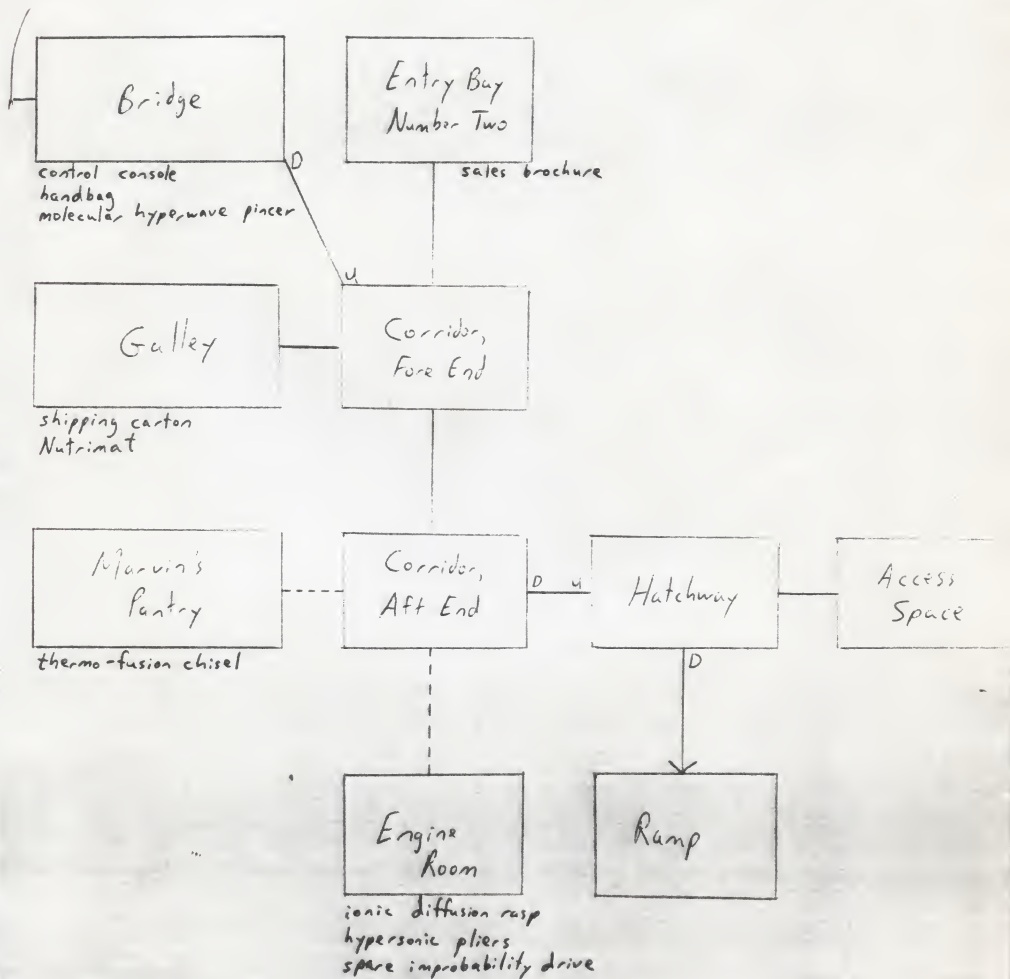 Bridge
D
control console
handbag
molecular hyperwave pincer
Entry Bay
Number Two
sales brochure
u
Galley
shipping carton
Nutrimat
Corridor,
Fore End
Marvin's
Pantry
thermo-fusion chisel
Corridor,
Aft End
D
u
Hatchway
D
Access
Space
Engine
Room
ionic diffusion rasp
hypersonic pliers
spare improbability drive
Ramp